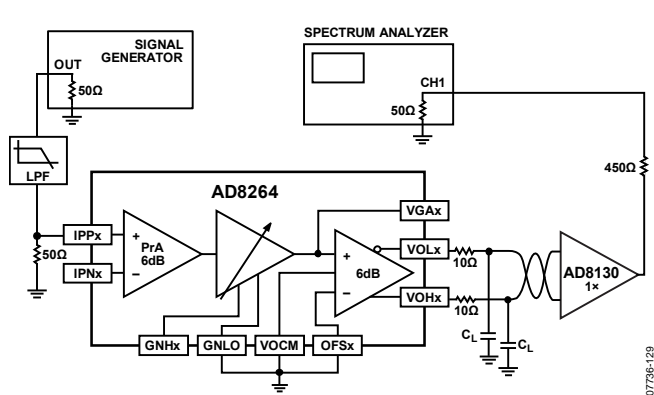 SIGNAL
GENERATOR
OUT
50Ω
SPECTRUM ANALYZER
CH1
50Ω
LPF
450Ω
AD8264
VGAx
IPPx
+
PrA
6dB
–
50Ω
IPNx
+
6dB
–
VOLx
10Ω
VOHx
10Ω
AD8130
1×
GNHx
GNLO
VOCM
OFSx
CL
CL
07736-129